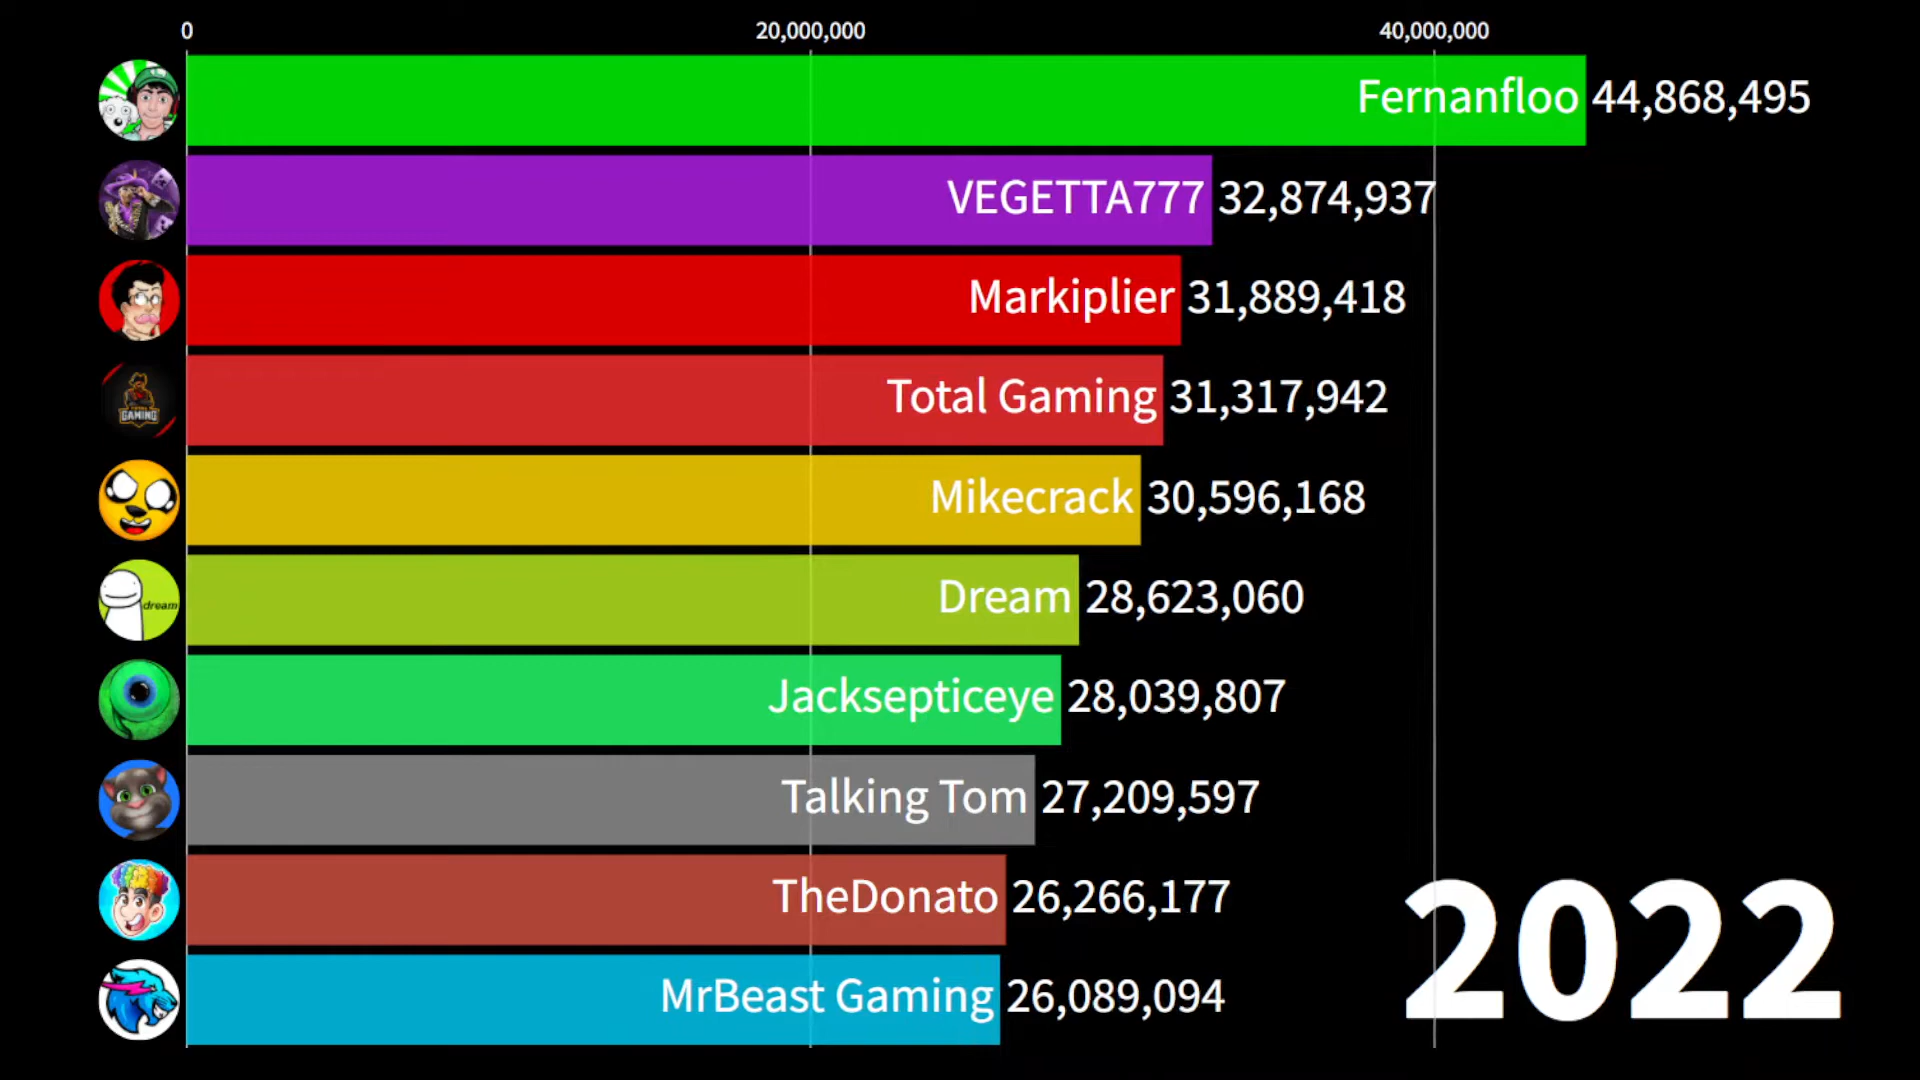 0 20,000,000 40,000,000
Fernanfloo 44,868,495
VEGETTA777 32,874,937
Markiplier 31,889,418
Total Gaming 31,317,942
GAMING
Mikecrack 30,596,168
Dream 28,623,060
dream
Jacksepticeye 28,039,807
Talking Tom 27,209,597
TheDonato 26,266,177
MrBeast Gaming 26,089,094
2022